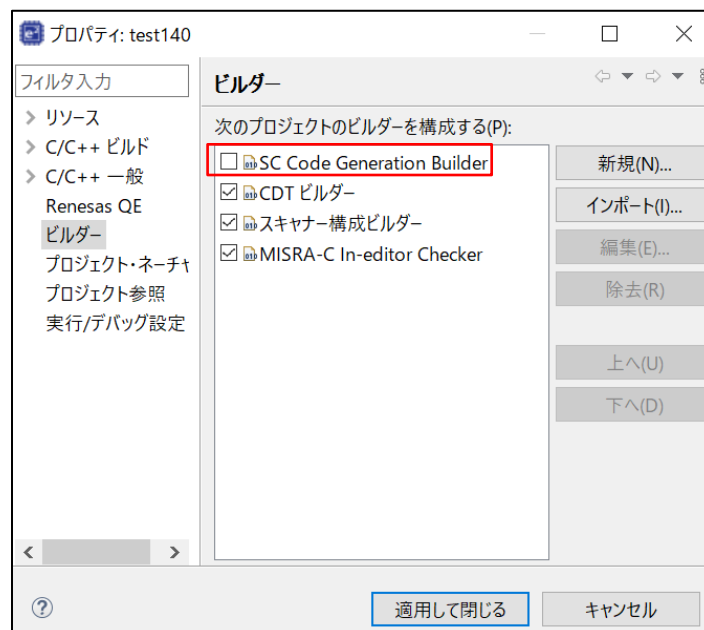 プロパティ: test140
フィルタ入力
リソース
C/C++ ビルド
C/C++ 一般
Renesas QE
ビルダー
プロジェクト・ネーチャ
プロジェクト参照
実行/デバッグ設定
ビルダー
次のプロジェクトのビルダーを構成する(P):
SC Code Generation Builder
CDT ビルダー
スキャナー構成ビルダー
MISRA-C In-editor Checker
新規(N)...
インポート(I)...
編集(E)...
除去(R)
上へ(U)
下へ(D)
適用して閉じる
キャンセル